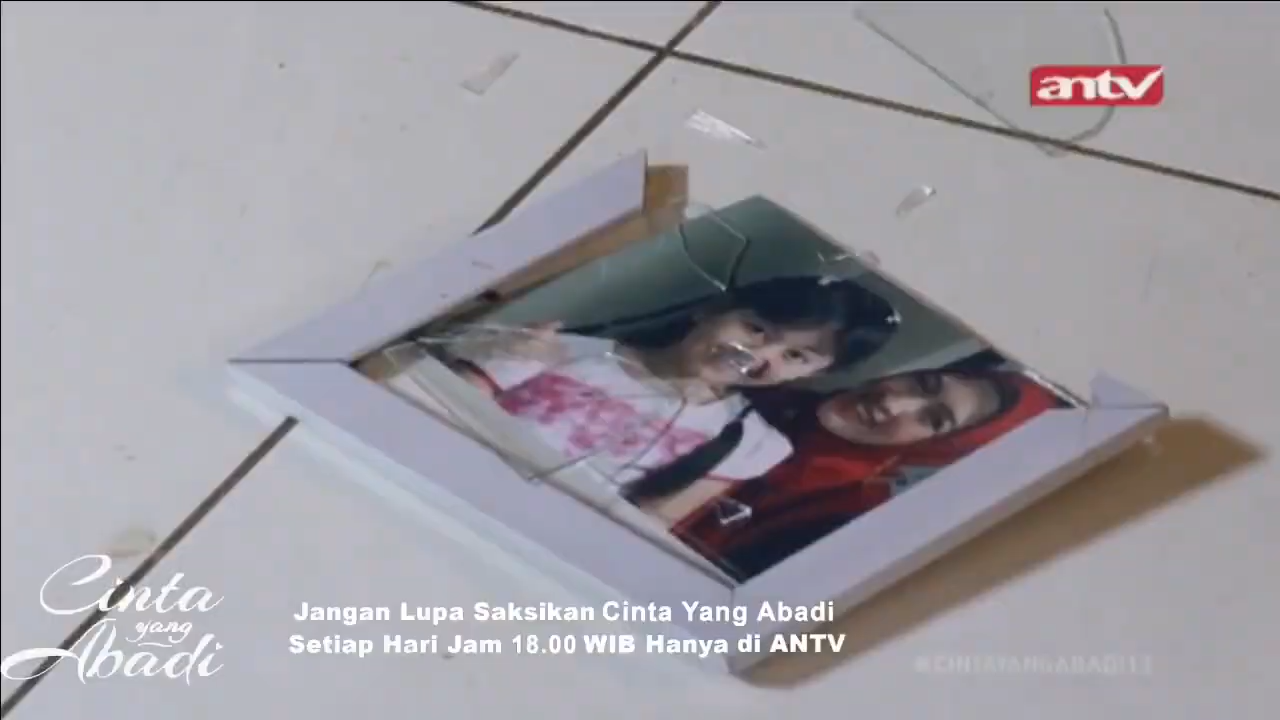 antv
Cinta
yang
Abadi
Jangan Lupa Saksikan Cinta Yang Abadi
Setiap Hari Jam 18.00 WIB Hanya di ANTV
#CINTAYANGABADI13